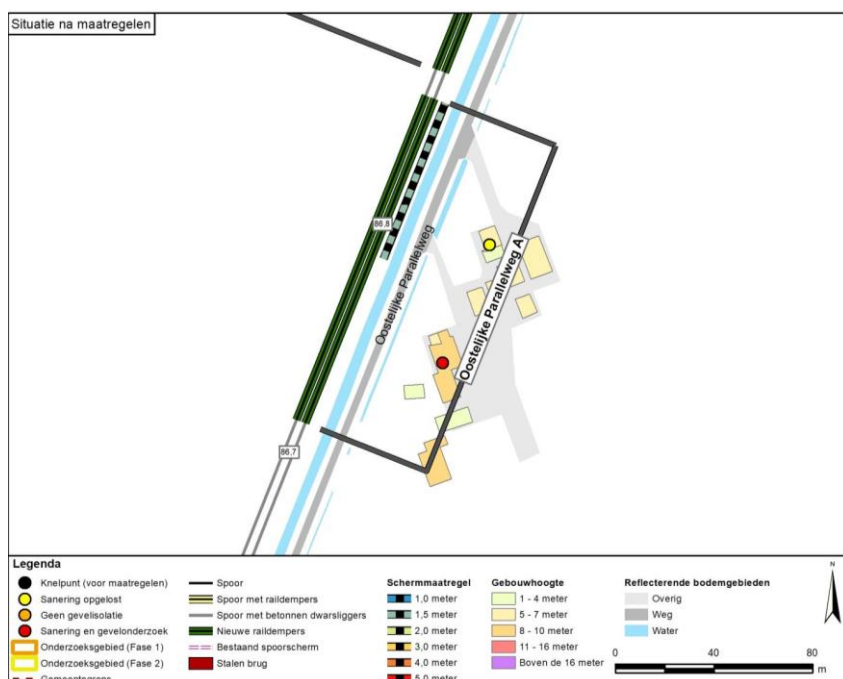 Situatie na maatregelen
86,8
Oostelijke Parallelweg
Oostelijke Parallelweg A
86,7
Legenda
Knelpunt (voor maatregelen)
Sanering opgelost
Geen gevelisolatie
Sanering en gevelonderzoek
Onderzoeksgebied (Fase 1)
Onderzoeksgebied (Fase 2)
Gemeentegrens
Spoor
Spoor met raildempers
Spoor met betonnen dwarsliggers
Nieuwe raildempers
Bestaand spoorscherm
Stalen brug
Schermmaatregel
1,0 meter
1,5 meter
2,0 meter
3,0 meter
4,0 meter
5,0 meter
Gebouwhoogte
1 - 4 meter
5 - 7 meter
8 - 10 meter
11 - 16 meter
Boven de 16 meter
Reflecterende bodemgebieden
Overig
Weg
Water
N
0 40 80
m